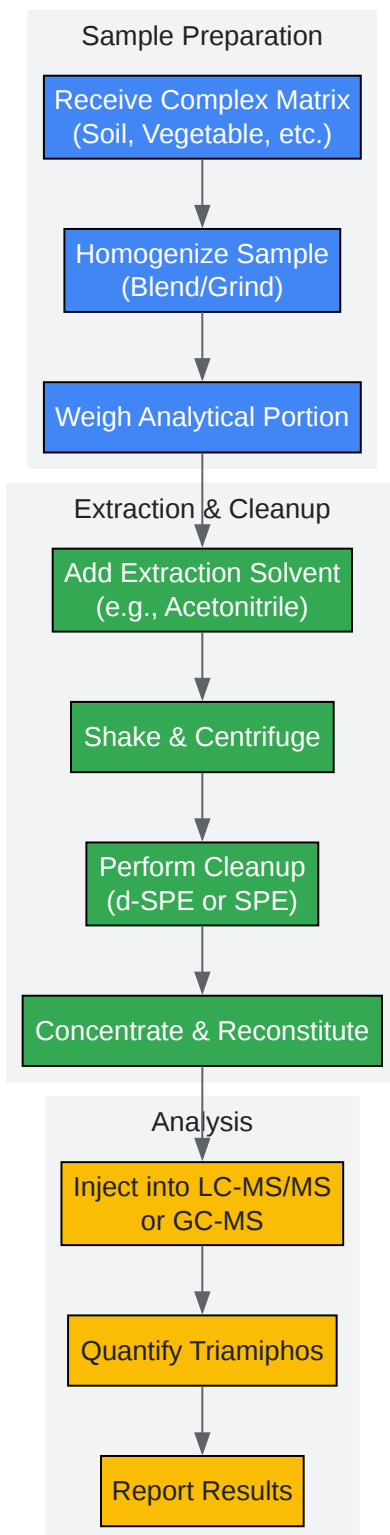 Sample Preparation
Receive Complex Matrix
(Soil, Vegetable, etc.)
Homogenize Sample
(Blend/Grind)
Weigh Analytical Portion
Extraction & Cleanup
Add Extraction Solvent
(e.g., Acetonitrile)
Shake & Centrifuge
Perform Cleanup
(d-SPE or SPE)
Concentrate & Reconstitute
Analysis
Inject into LC-MS/MS
or GC-MS
Quantify Triamiphos
Report Results